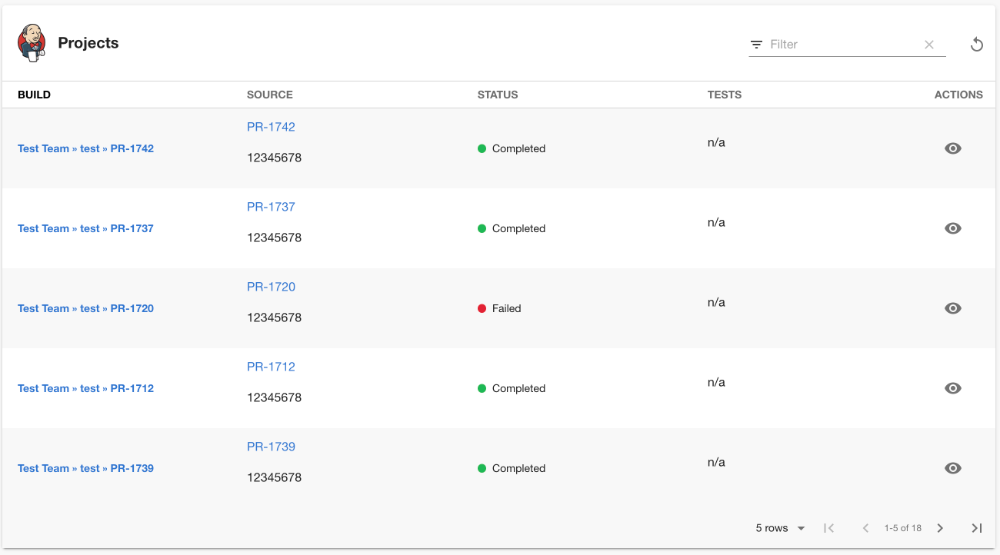 Projects
Filter
BUILD SOURCE STATUS TESTS ACTIONS
Test Team » test » PR-1742 PR-1742 12345678 Completed n/a
Test Team » test » PR-1737 PR-1737 12345678 Completed n/a
Test Team » test » PR-1720 PR-1720 12345678 Failed n/a
Test Team » test » PR-1712 PR-1712 12345678 Completed n/a
Test Team » test » PR-1739 PR-1739 12345678 Completed n/a
5 rows 1-5 of 18